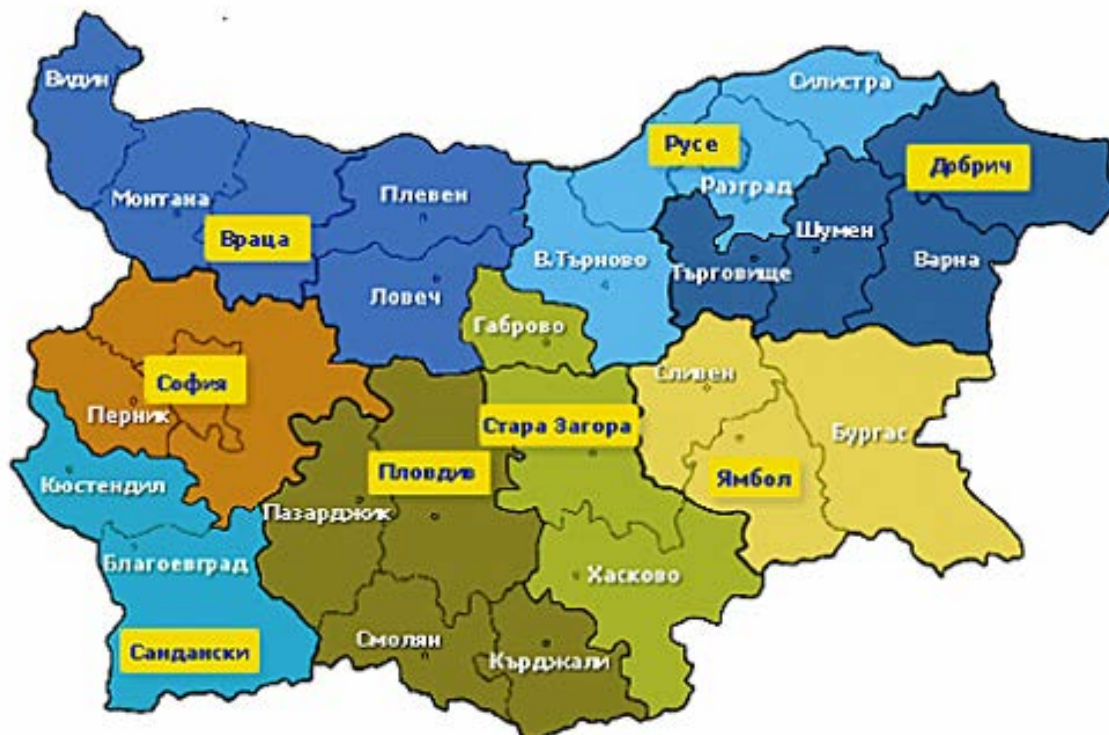 Видин
Силистра
Русе
Добрич
Монтана
Плевен
Разград
Враца
Шумен
В.Търново
Търговище
Варна
Ловеч
Габрово
София
Перник
Сливен
Стара Загора
Бургас
Пловдив
Ямбол
Кюстендил
Пазарджик
Благоевград
Хасково
Смолян
Сандански
Кърджали